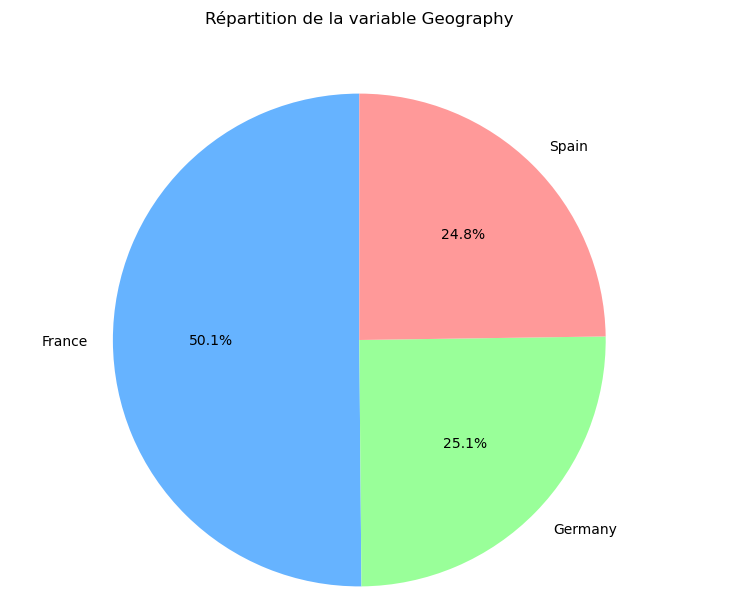 Répartition de la variable Geography
Spain
24.8%
France
50.1%
25.1%
Germany